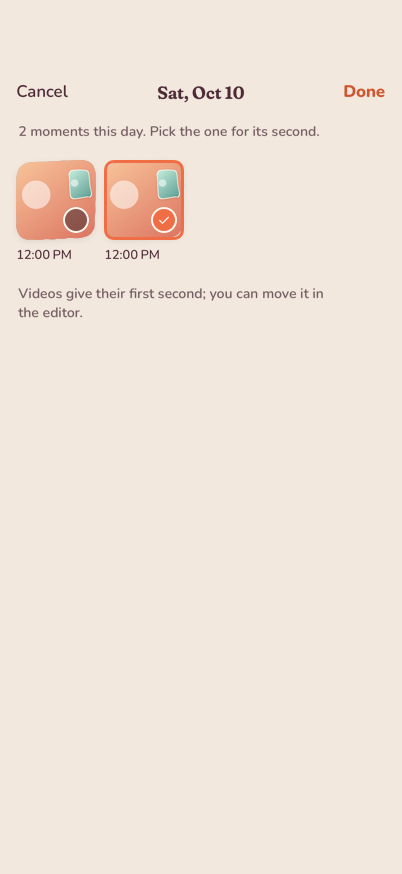 Cancel
Sat, Oct 10
Done
2 moments this day. Pick the one for its second.
12:00 PM
12:00 PM
Videos give their first second; you can move it in
the editor.